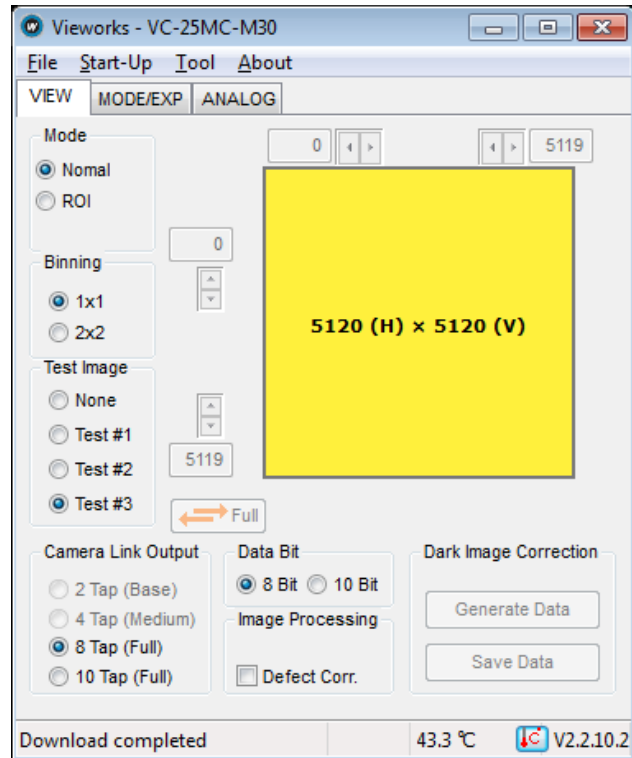 Vieworks - VC-25MC-M30
File Start-Up Tool About
VIEW MODE/EXP ANALOG
Mode
Nomal
ROI
0
5119
0
5119
Full
5120 (H) × 5120 (V)
Binning
1x1
2x2
Test Image
None
Test #1
Test #2
Test #3
Camera Link Output
2 Tap (Base)
4 Tap (Medium)
8 Tap (Full)
10 Tap (Full)
Data Bit
8 Bit 10 Bit
Image Processing
Defect Corr.
Dark Image Correction
Generate Data
Save Data
Download completed 43.3 ℃ C V2.2.10.2